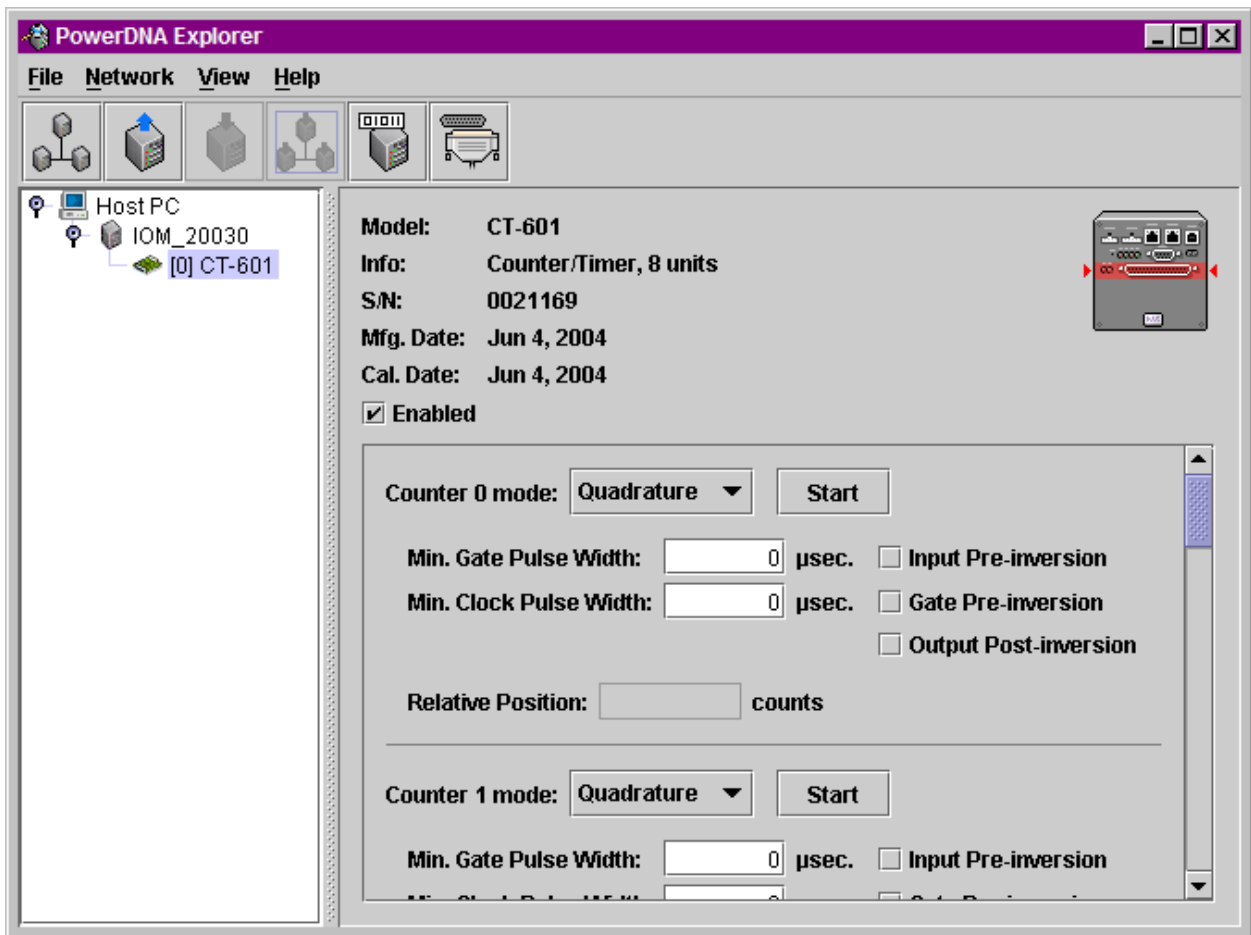 PowerDNA Explorer
File Network View Help
Host PC
IOM_20030
[0] CT-601
Model: CT-601
Info: Counter/Timer, 8 units
S/N: 0021169
Mfg. Date: Jun 4, 2004
Cal. Date: Jun 4, 2004
Enabled
Counter 0 mode: Quadrature Start
Min. Gate Pulse Width: 0 µsec. Input Pre-inversion
Min. Clock Pulse Width: 0 µsec. Gate Pre-inversion
Output Post-inversion
Relative Position: counts
Counter 1 mode: Quadrature Start
Min. Gate Pulse Width: 0 µsec. Input Pre-inversion